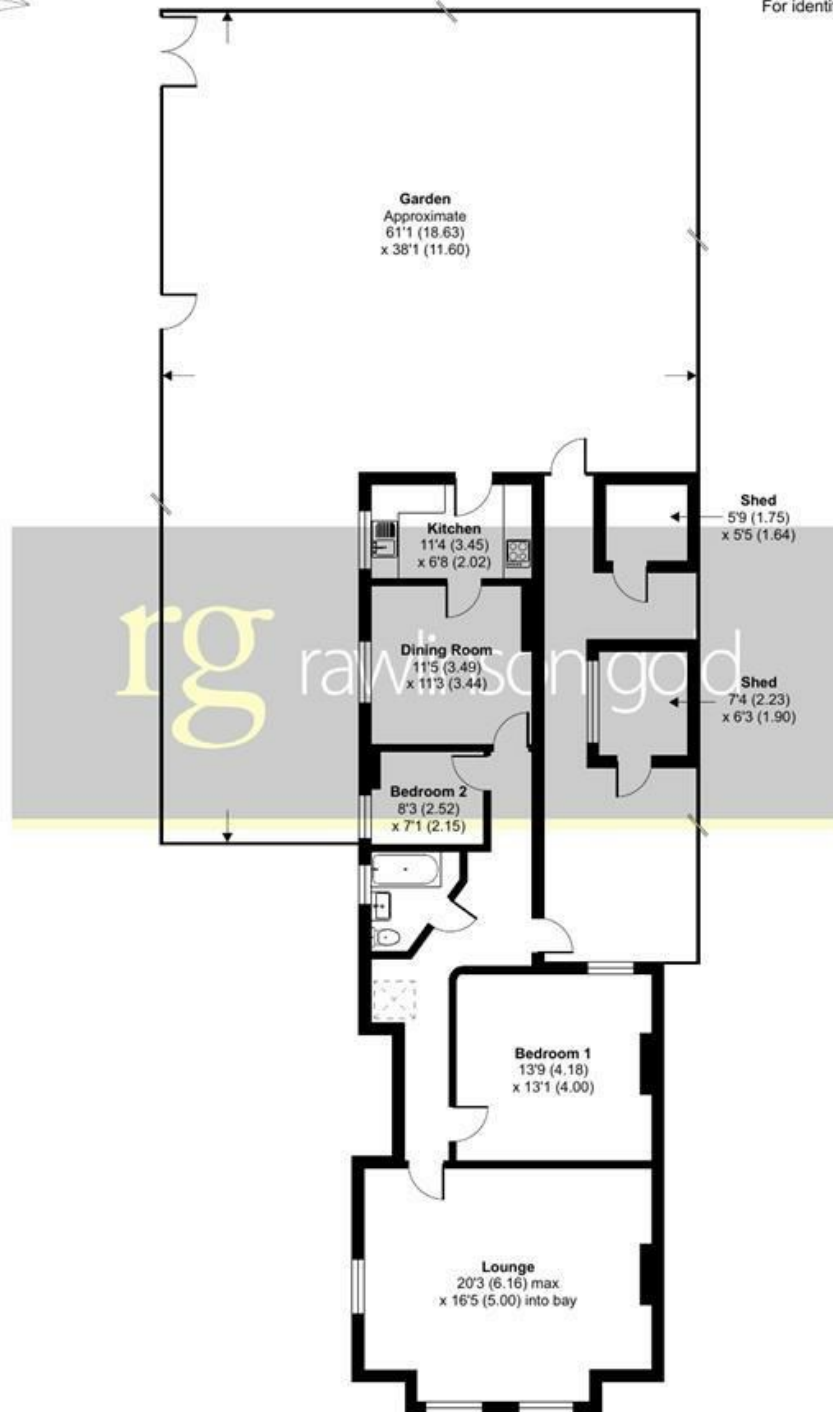 For identi
Garden
Approximate
61'1 (18.63)
x 38'1 (11.60)
Shed
5'9 (1.75)
x 5'5 (1.64)
Kitchen
11'4 (3.45)
x 6'8 (2.02)
rg rawlinson gold
Dining Room
11'5 (3.49)
x 11'3 (3.44)
Shed
7'4 (2.23)
x 6'3 (1.90)
Bedroom 2
8'3 (2.52)
x 7'1 (2.15)
Bedroom 1
13'9 (4.18)
x 13'1 (4.00)
Lounge
20'3 (6.16) max
x 16'5 (5.00) into bay